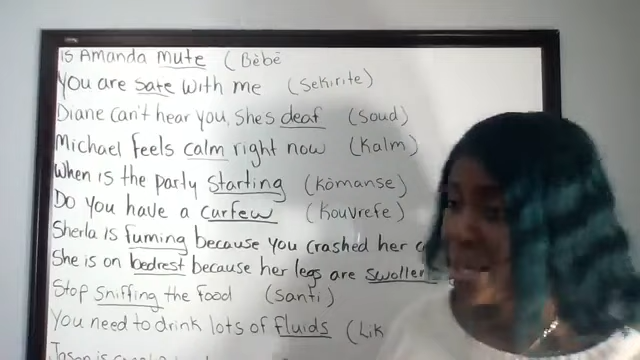 is Amanda mute (Bèbè
You are safe with me (Sekirite)
Diane can't hear you, she's deaf (soud)
Michael feels calm right now (Kalm)
When is the party starting (kòmanse)
Do you have a curfew (Kouvrefe)
Sherla is fuming because you crashed her
She is on bedrest because her legs are swollen
Stop sniffing the food (Santi)
You need to drink lots of fluids (Lik
Jason is